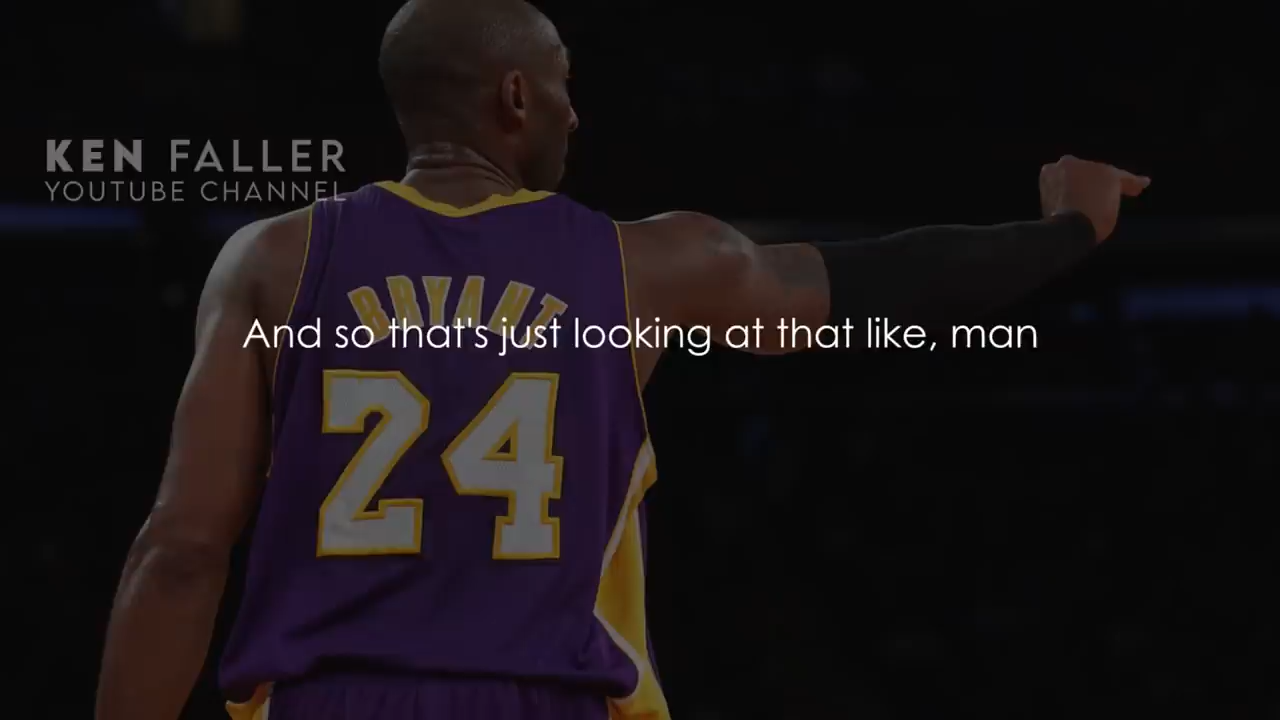 KEN FALLER
YOUTUBE CHANNEL
BRYANT
And so that's just looking at that like, man
24